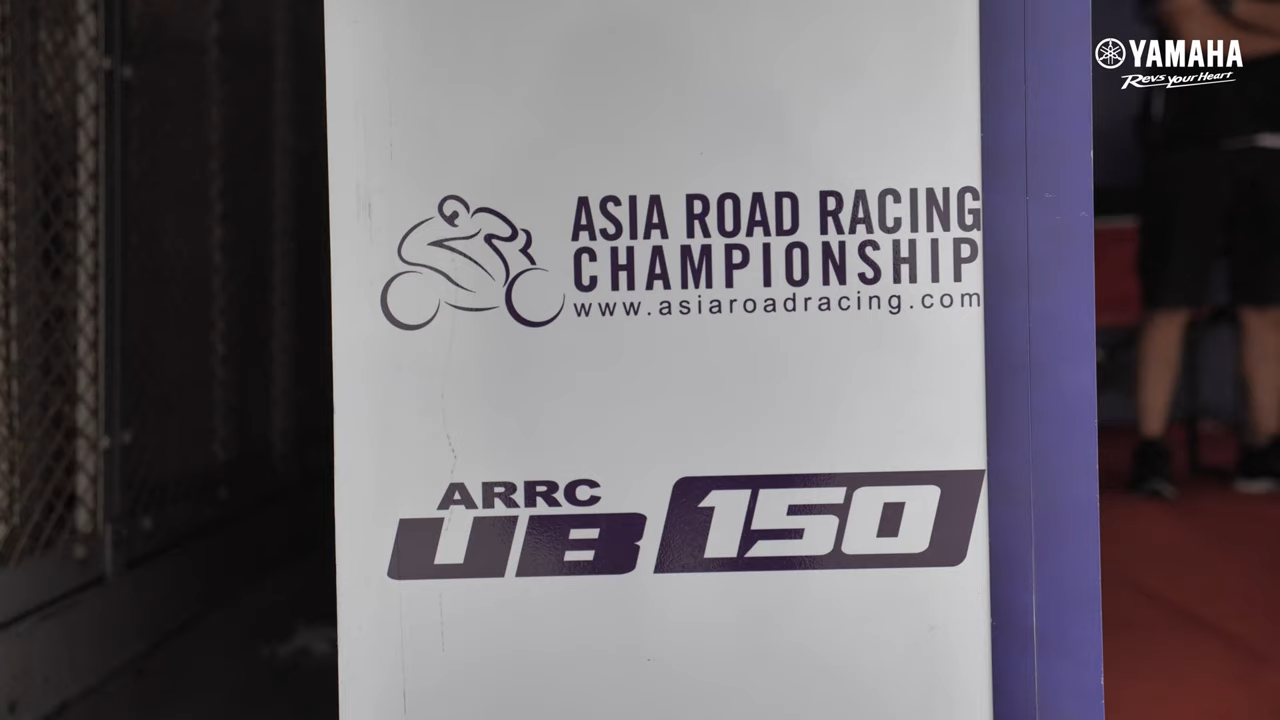 YAMAHA
Revs Your Heart
ASIA ROAD RACING
CHAMPIONSHIP
www.asiaroadracing.com
ARRC
UB 150